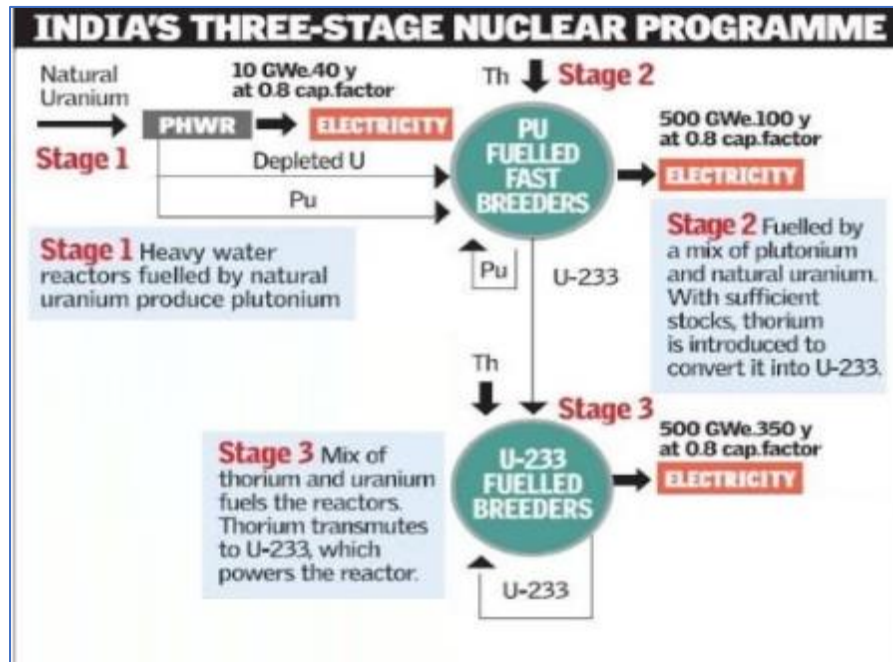 INDIA'S THREE-STAGE NUCLEAR PROGRAMME
Natural
Uranium
10 GWe.40 y
at 0.8 cap.factor
Th
Stage 2
PHWR
ELECTRICITY
Stage 1
Depleted U
Pu
PU
FUELLED
FAST
BREEDERS
500 GWe.100 y
at 0.8 cap.factor
ELECTRICITY
Stage 1 Heavy water
reactors fuelled by natural
uranium produce plutonium
Pu
U-233
Stage 2 Fuelled by
a mix of plutonium
and natural uranium.
With sufficient
stocks, thorium
is introduced to
convert it into U-233.
Th
Stage 3
Stage 3 Mix of
thorium and uranium
fuels the reactors.
Thorium transmutes
to U-233, which
powers the reactor.
U-233
FUELLED
BREEDERS
500 GWe.350 y
at 0.8 cap.factor
ELECTRICITY
U-233